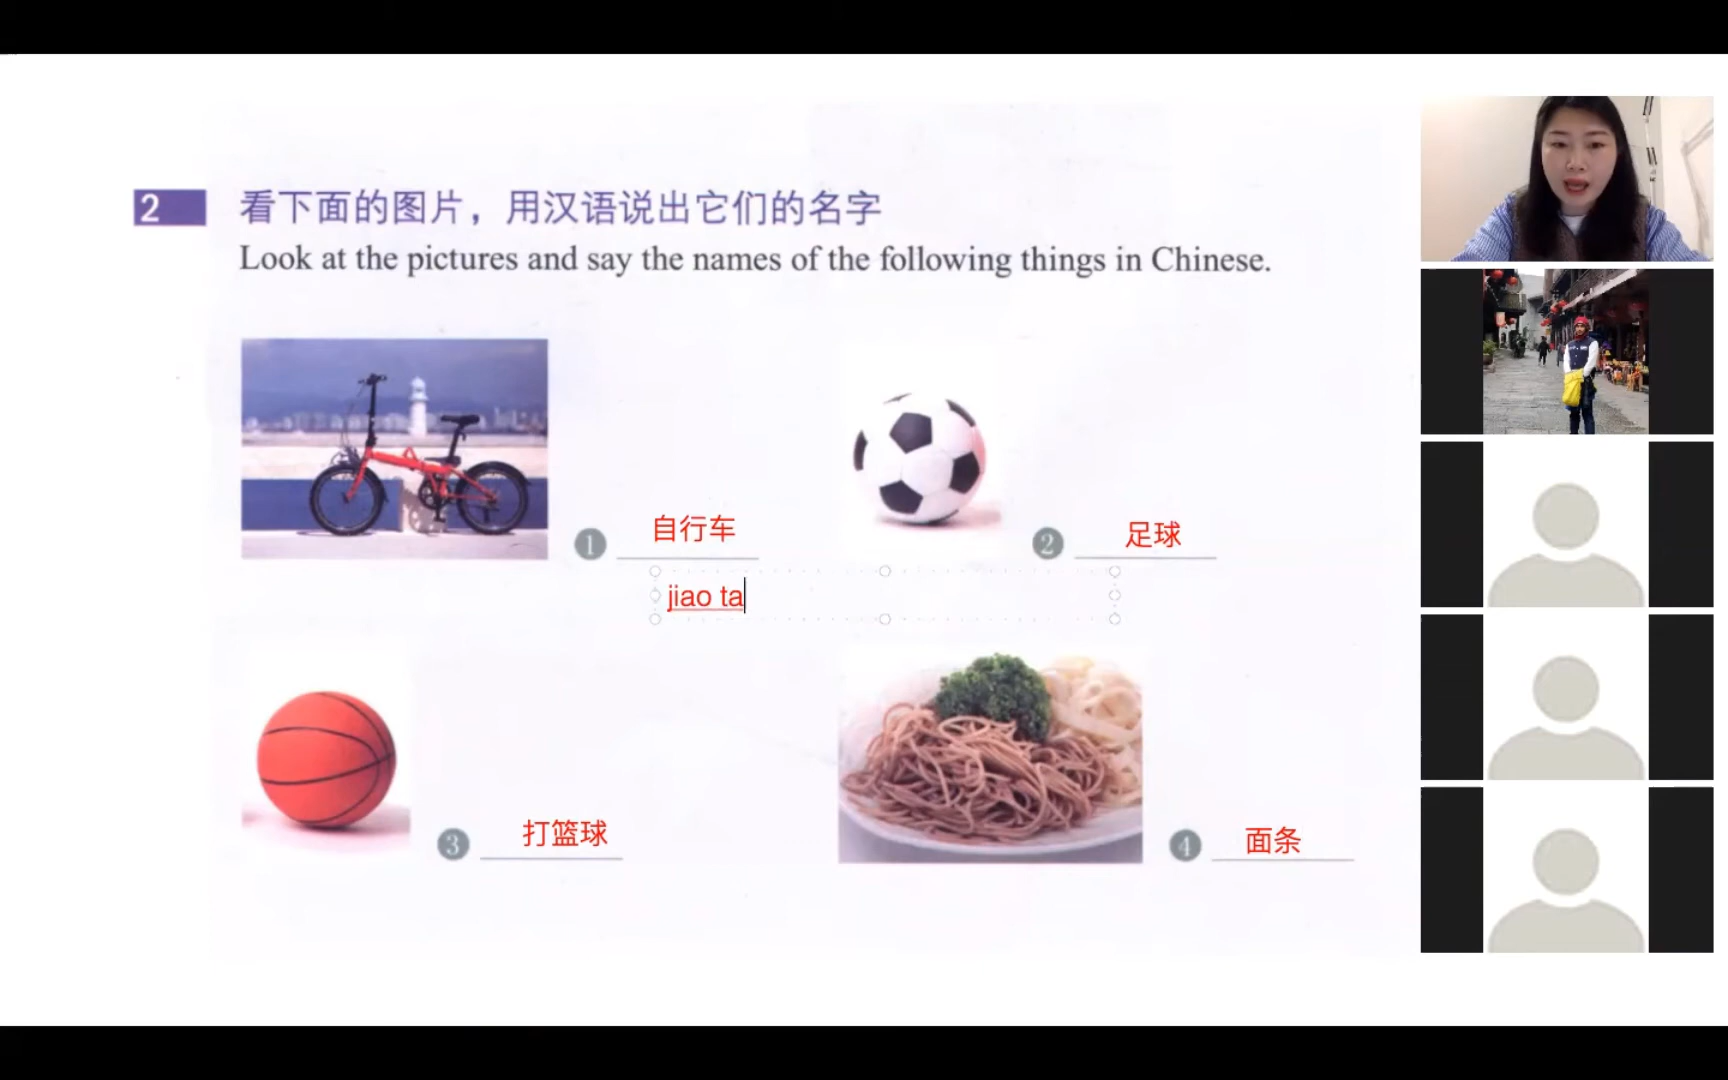 2 看下面的图片，用汉语说出它们的名字
Look at the pictures and say the names of the following things in Chinese.
1 自行车
2 足球
jiao ta
3 打篮球
4 面条